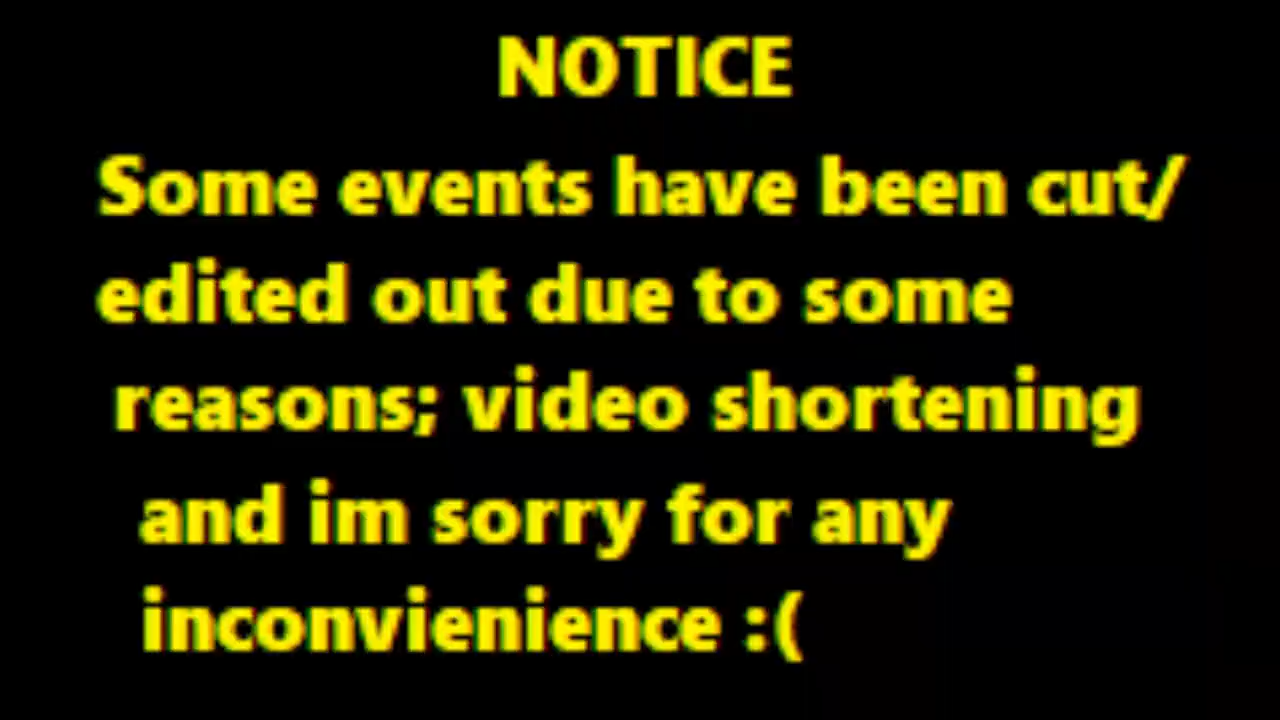 NOTICE
Some events have been cut/
edited out due to some
reasons; video shortening
and im sorry for any
inconvienience :(